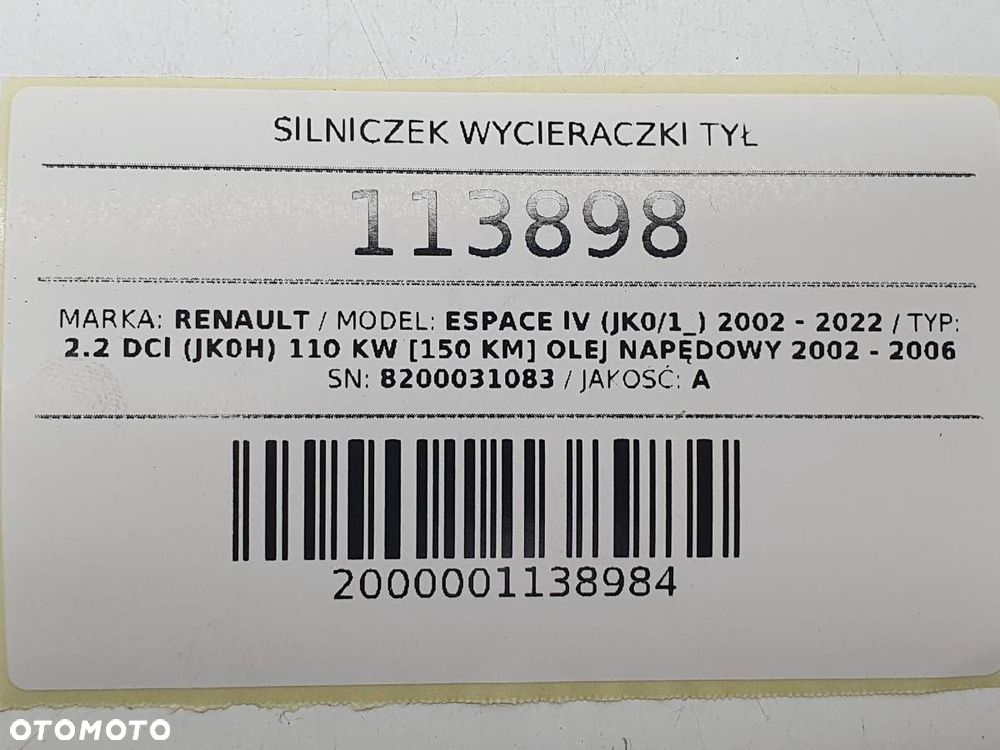 SILNICZEK WYCIERACZKI TYŁ
113898
MARKA: RENAULT / MODEL: ESPACE IV (JK0/1_) 2002 - 2022 / TYP:
2.2 DCI (JK0H) 110 KW [150 KM] OLEJ NAPĘDOWY 2002 - 2006
SN: 8200031083 / JAKOŚĆ: A
2000001138984
OTOMOTO